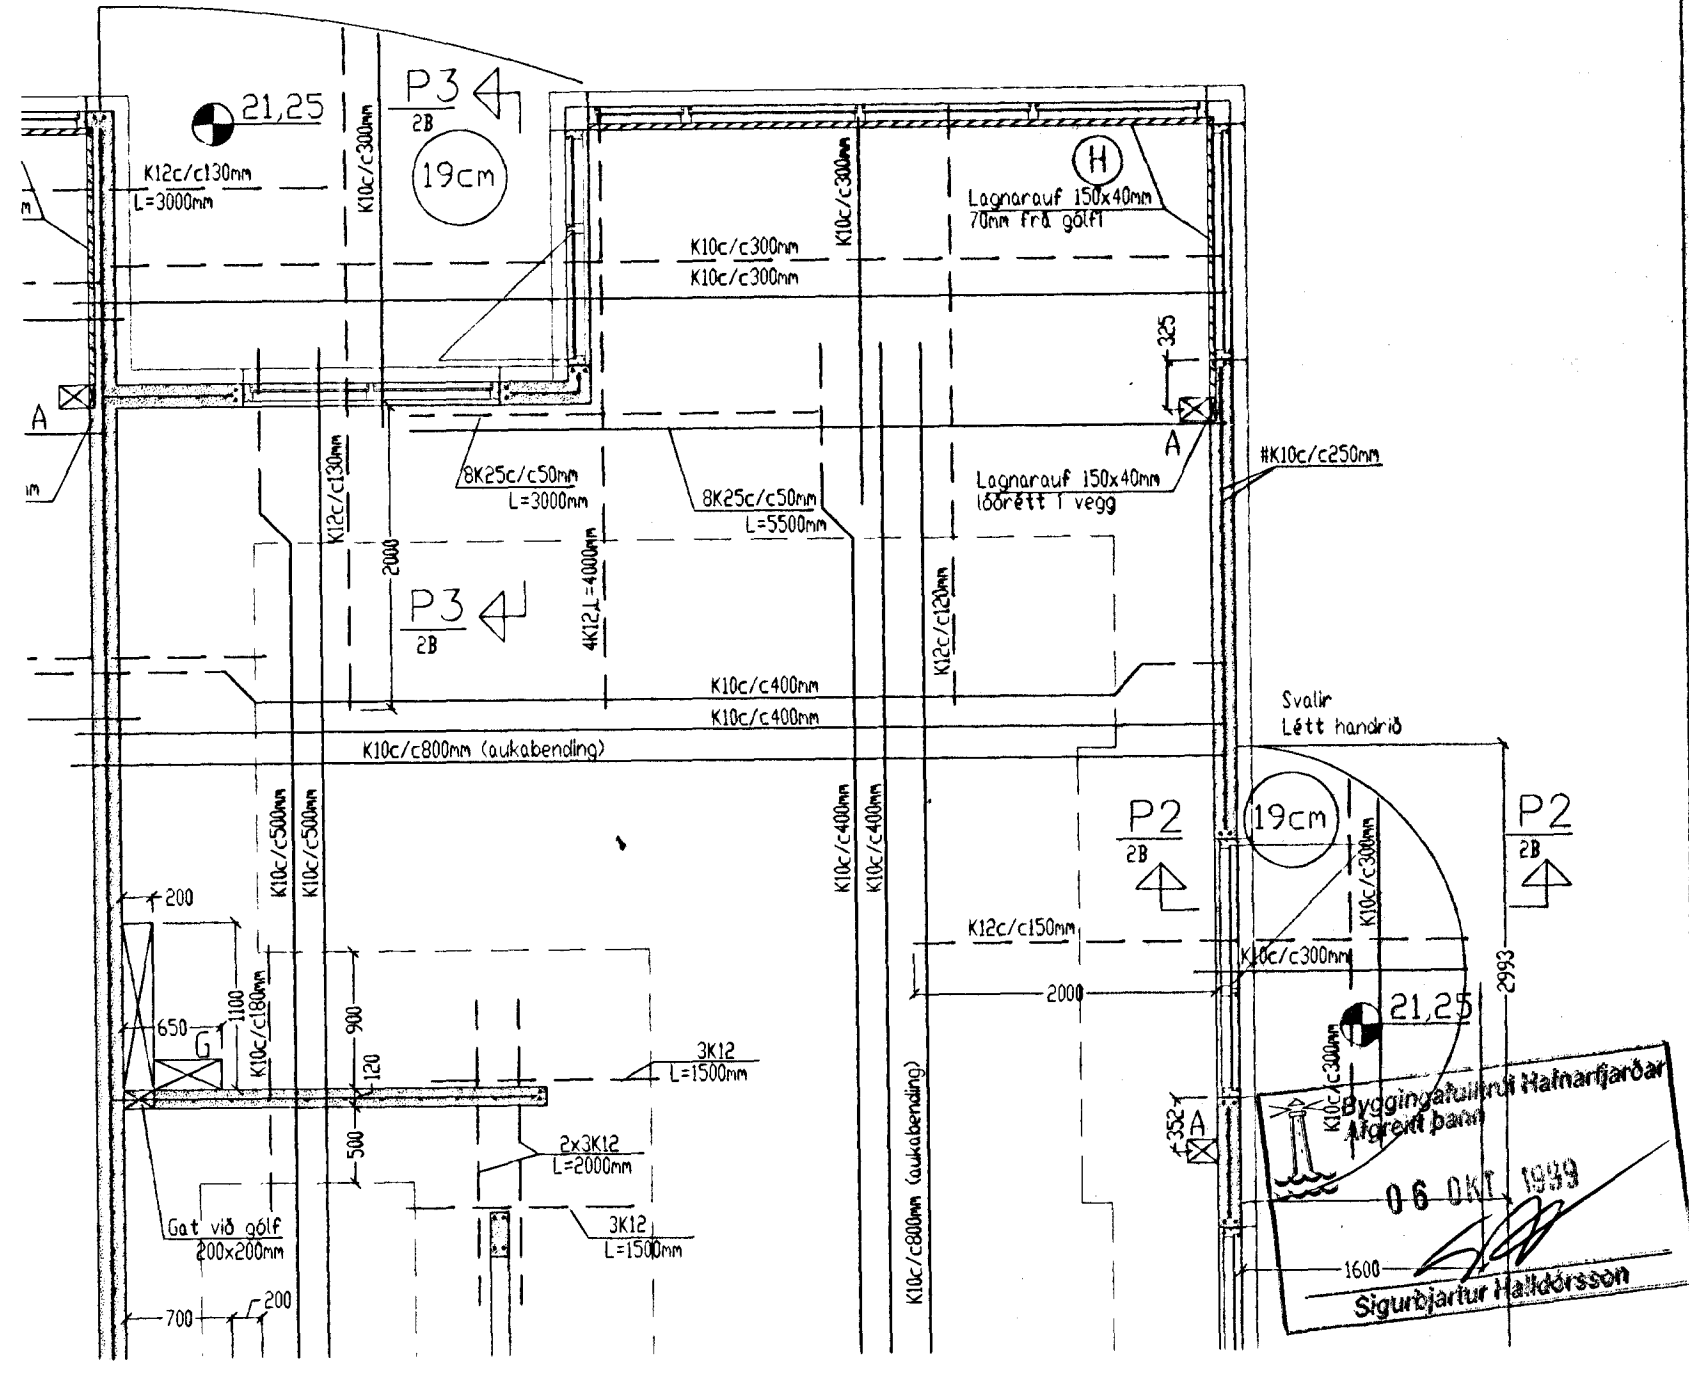 P3
2B
21,25
19cm
K12c/c130mm
L=3000mm
K10c/c300mm
K10c/c300mm
H
Lagnarauf 150x40mm
70mm frá gólfi
K10c/c300mm
K10c/c300mm
325
A
A
#K10c/c250mm
K12c/c130mm
8K25c/c50mm
L=3000mm
8K25c/c50mm
L=5500mm
Lagnarauf 150x40mm
lóðrétt í vegg
2000
4K12,L=4000mm
K12c/c120mm
P3
2B
K10c/c400mm
K10c/c400mm
K10c/c800mm (aukabending)
Svalir
Létt handrið
K10c/c500mm
K10c/c500mm
K10c/c400mm
K10c/c400mm
P2
2B
19cm
K10c/c300mm
P2
2B
200
K12c/c150mm
K10c/c300mm
2993
2000
21,25
1100
650
G
K10c/c180mm
900
120
3K12
L=1500mm
K10c/c800mm (aukabending)
K10c/c300mm
352
A
500
2x3K12
L=2000mm
Gat við gólf
200x200mm
3K12
L=1500mm
700
200
1600
Byggingafulltrúi Hafnarfjarðar
Afgreitt þann
06 OKT 1999
Sigurbjartur Halldórsson